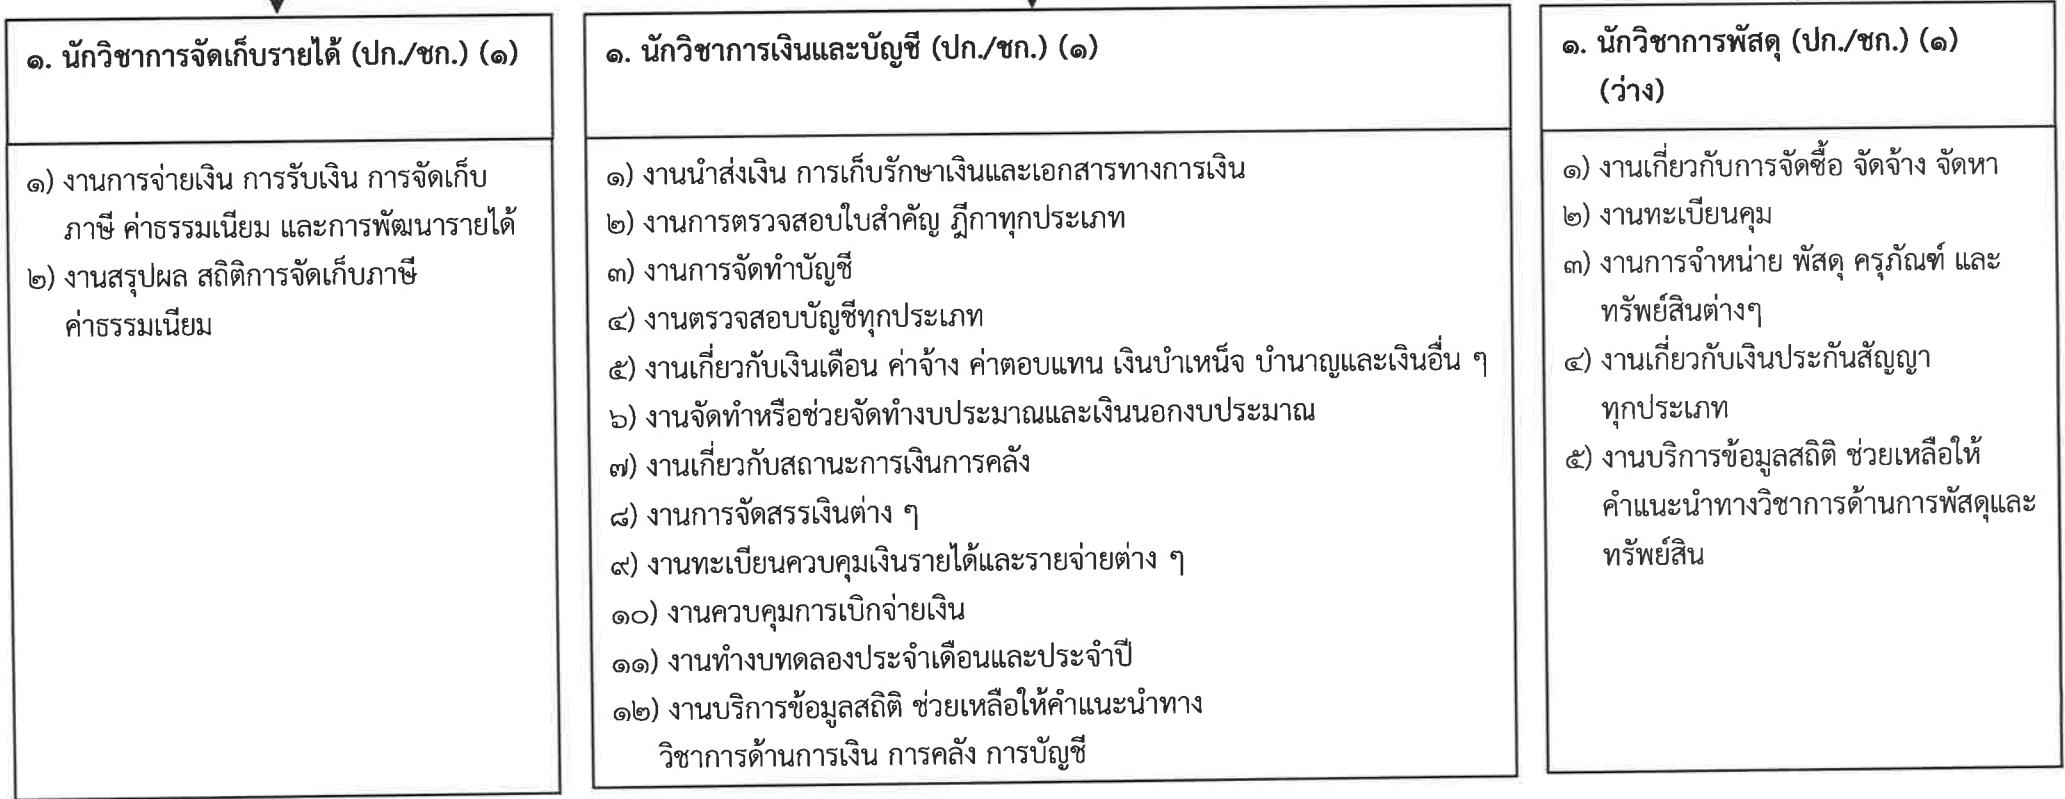 ๑. นักวิชาการจัดเก็บรายได้ (ปก./ชก.) (๑)
๑) งานการจ่ายเงิน การรับเงิน การจัดเก็บ
ภาษี ค่าธรรมเนียม และการพัฒนารายได้
๒) งานสรุปผล สถิติการจัดเก็บภาษี
ค่าธรรมเนียม
๑. นักวิชาการเงินและบัญชี (ปก./ชก.) (๑)
๑) งานนำส่งเงิน การเก็บรักษาเงินและเอกสารทางการเงิน
๒) งานการตรวจสอบใบสำคัญ ฎีกาทุกประเภท
๓) งานการจัดทำบัญชี
๔) งานตรวจสอบบัญชีทุกประเภท
๕) งานเกี่ยวกับเงินเดือน ค่าจ้าง ค่าตอบแทน เงินบำเหน็จ บำนาญและเงินอื่น ๆ
๖) งานจัดทำหรือช่วยจัดทำงบประมาณและเงินนอกงบประมาณ
๗) งานเกี่ยวกับสถานะการเงินการคลัง
๘) งานการจัดสรรเงินต่าง ๆ
๙) งานทะเบียนควบคุมเงินรายได้และรายจ่ายต่าง ๆ
๑๐) งานควบคุมการเบิกจ่ายเงิน
๑๑) งานทำงบทดลองประจำเดือนและประจำปี
๑๒) งานบริการข้อมูลสถิติ ช่วยเหลือให้คำแนะนำทาง
วิชาการด้านการเงิน การคลัง การบัญชี
๑. นักวิชาการพัสดุ (ปก./ชก.) (๑)
(ว่าง)
๑) งานเกี่ยวกับการจัดซื้อ จัดจ้าง จัดหา
๒) งานทะเบียนคุม
๓) งานการจำหน่าย พัสดุ ครุภัณฑ์ และ
ทรัพย์สินต่างๆ
๔) งานเกี่ยวกับเงินประกันสัญญา
ทุกประเภท
๕) งานบริการข้อมูลสถิติ ช่วยเหลือให้
คำแนะนำทางวิชาการด้านการพัสดุและ
ทรัพย์สิน